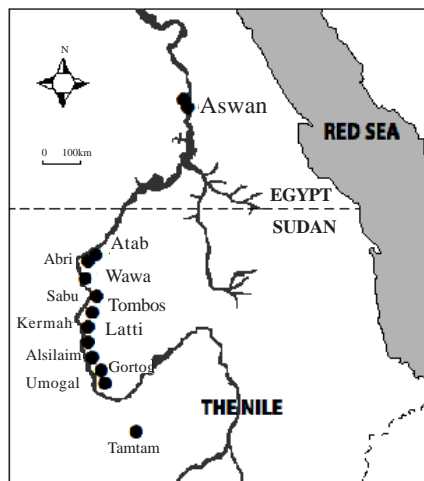 N
Aswan
RED SEA
0 100km
EGYPT
SUDAN
Atab
Abri
Wawa
Sabu
Tombos
Kermah
Latti
Alsilaim
Gortog
Umogal
THE NILE
Tamtam